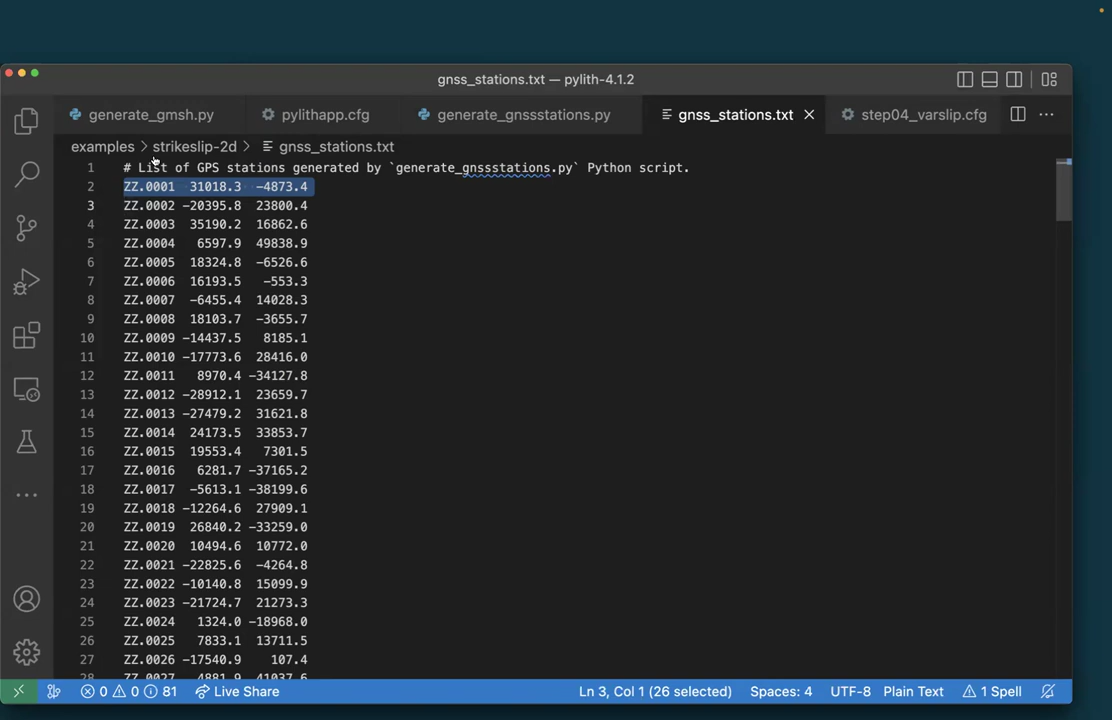 gnss_stations.txt — pylith-4.1.2
generate_gmsh.py pylithapp.cfg generate_gnssstations.py gnss_stations.txt step04_varslip.cfg
examples > strikeslip-2d > gnss_stations.txt
1 # List of GPS stations generated by `generate_gnssstations.py` Python script.
2 ZZ.0001 31018.3 -4873.4
3 ZZ.0002 -20395.8 23800.4
4 ZZ.0003 35190.2 16862.6
5 ZZ.0004 6597.9 49838.9
6 ZZ.0005 18324.8 -6526.6
7 ZZ.0006 16193.5 -553.3
8 ZZ.0007 -6455.4 14028.3
9 ZZ.0008 18103.7 -3655.7
10 ZZ.0009 -14437.5 8185.1
11 ZZ.0010 -17773.6 28416.0
12 ZZ.0011 8970.4 -34127.8
13 ZZ.0012 -28912.1 23659.7
14 ZZ.0013 -27479.2 31621.8
15 ZZ.0014 24173.5 33853.7
16 ZZ.0015 19553.4 7301.5
17 ZZ.0016 6281.7 -37165.2
18 ZZ.0017 -5613.1 -38199.6
19 ZZ.0018 -12264.6 27909.1
20 ZZ.0019 26840.2 -33259.0
21 ZZ.0020 10494.6 10772.0
22 ZZ.0021 -22825.6 -4264.8
23 ZZ.0022 -10140.8 15099.9
24 ZZ.0023 -21724.7 21273.3
25 ZZ.0024 1324.0 -18968.0
26 ZZ.0025 7833.1 13711.5
27 ZZ.0026 -17540.9 107.4
28 ZZ.0027 4881.9 41037.6
0 0 81 Live Share Ln 3, Col 1 (26 selected) Spaces: 4 UTF-8 Plain Text 1 Spell